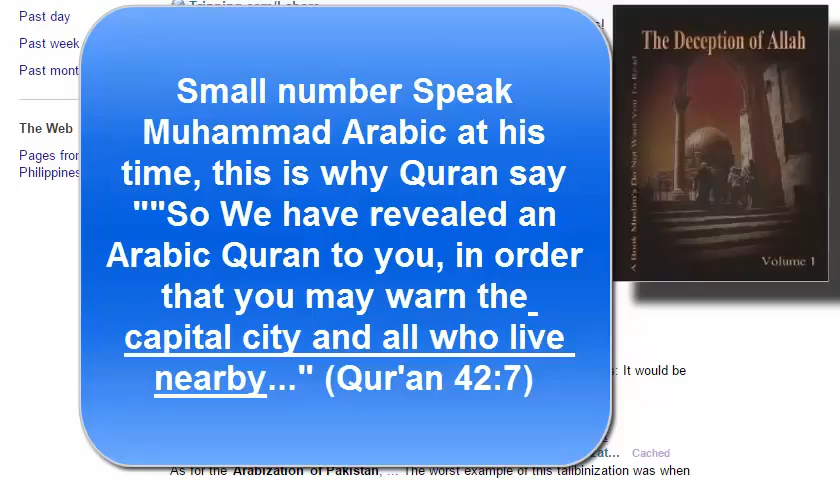 Past day
Past week
Past mont
The Web
Pages fror
Philippines
Small number Speak
Muhammad Arabic at his
time, this is why Quran say
""So We have revealed an
Arabic Quran to you, in order
that you may warn the
capital city and all who live
nearby..." (Qur'an 42:7)
The Deception of Allah
A Book Muslim's Do Not Want You To Read
Volume 1
: It would be
Cached
As for the Arabization of Pakistan, ... The worst example of this talibinization was when